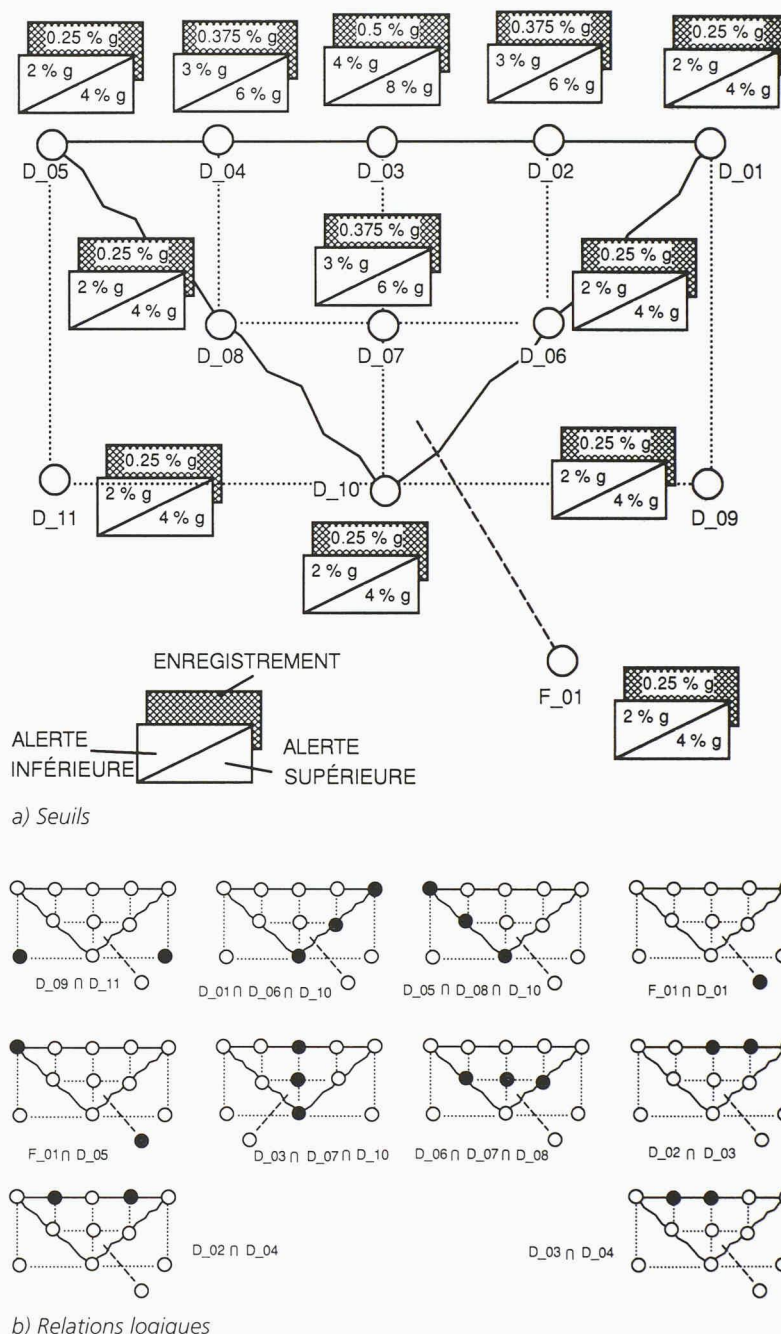 0.25 % g 0.375 % g 0.5 % g 0.375 % g 0.25 % g
2 % g 3 % g 4 % g 3 % g 2 % g
4 % g 6 % g 8 % g 6 % g 4 % g
D_05 D_04 D_03 D_02 D_01
0.25 % g 0.375 % g 0.25 % g
2 % g 3 % g 2 % g
4 % g 6 % g 4 % g
D_08 D_07 D_06
0.25 % g 0.25 % g
2 % g 2 % g
4 % g 4 % g
D_11 D_10 D_09
0.25 % g
2 % g
4 % g
F_01
0.25 % g
2 % g
4 % g
ENREGISTREMENT
ALERTE INFÉRIEURE
ALERTE SUPÉRIEURE
a) Seuils
D_09 ∩ D_11 D_01 ∩ D_06 ∩ D_10 D_05 ∩ D_08 ∩ D_10 F_01 ∩ D_01
F_01 ∩ D_05 D_03 ∩ D_07 ∩ D_10 D_06 ∩ D_07 ∩ D_08 D_02 ∩ D_03
D_02 ∩ D_04 D_03 ∩ D_04
b) Relations logiques